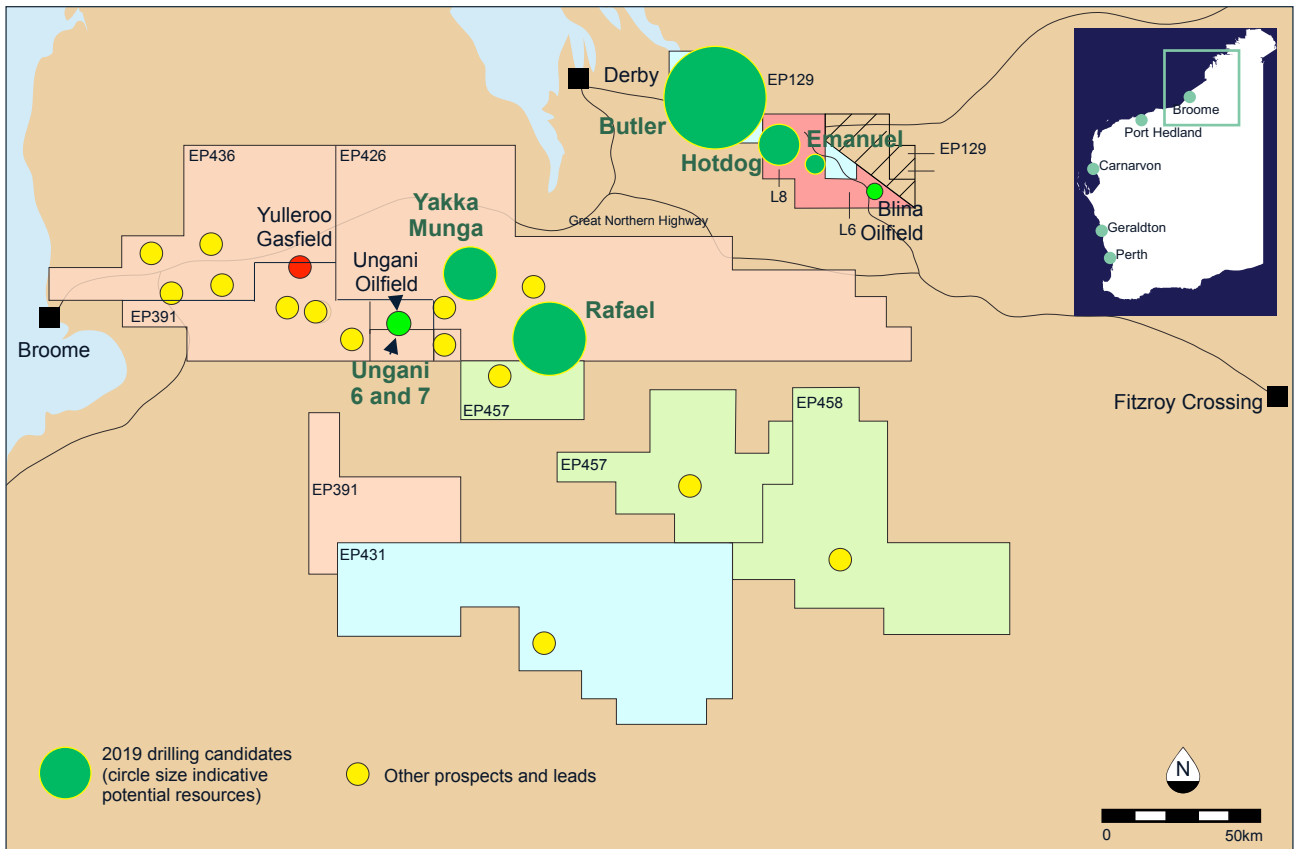 Derby
EP129
Butler
Hotdog
Emanuel
EP129
L8
L6
Blina
Oilfield
EP436
EP426
Yakka
Munga
Yulleroo
Gasfield
Great Northern Highway
Ungani
Oilfield
Rafael
EP391
Broome
Ungani
6 and 7
EP457
Fitzroy Crossing
EP458
EP457
EP391
EP431
Broome
Port Hedland
Carnarvon
Geraldton
Perth
2019 drilling candidates
(circle size indicative
potential resources)
Other prospects and leads
N
0
50km